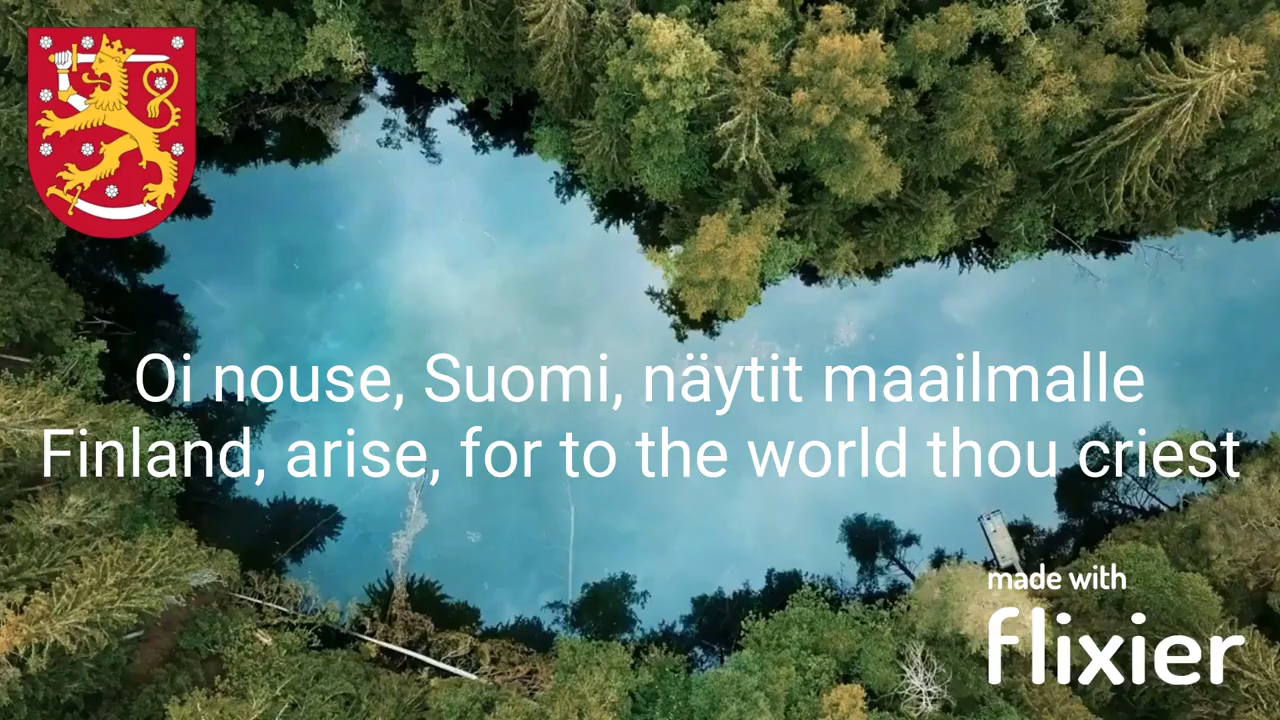 Oi nouse, Suomi, näytit maailmalle
Finland, arise, for to the world thou criest
made with
flixier